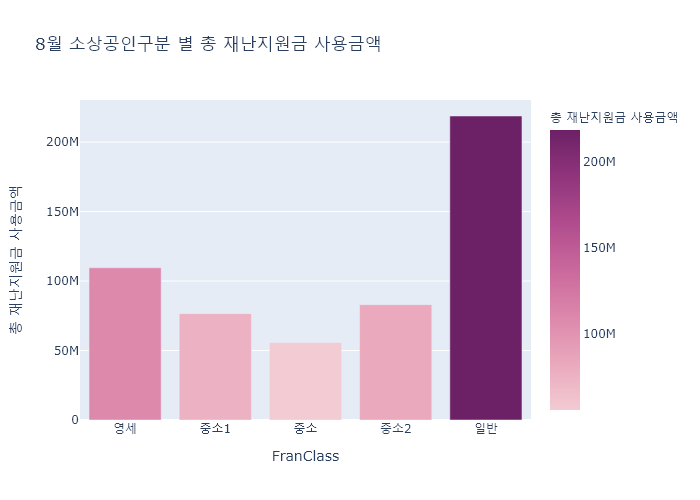 8월 소상공인구분 별 총 재난지원금 사용금액
총 재난지원금 사용금액
200M
150M
100M
50M
0
영세
중소1
중소
중소2
일반
FranClass
총 재난지원금 사용금액
200M
150M
100M